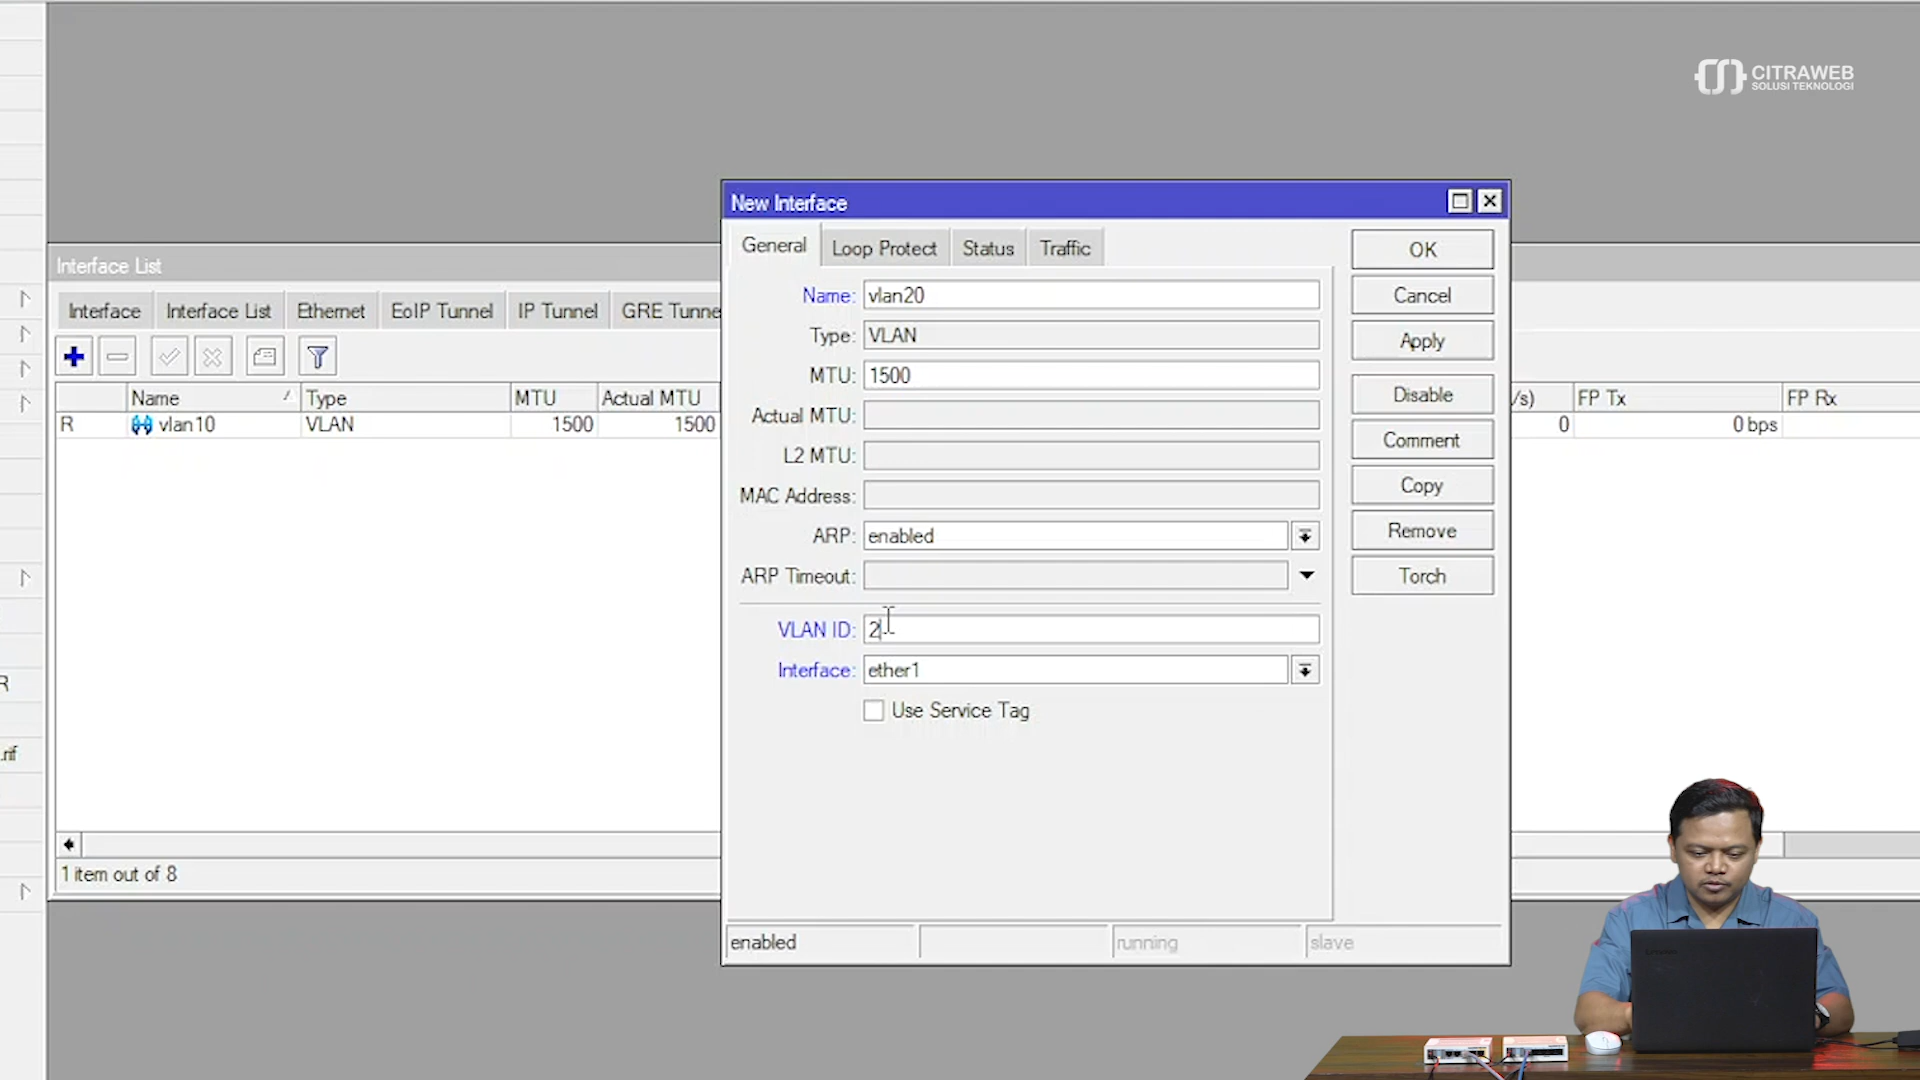 CITRAWEB
SOLUSI TEKNOLOGI
New Interface
General
Loop Protect
Status
Traffic
OK
Cancel
Apply
Disable
Comment
Copy
Remove
Torch
Name: vlan20
Type: VLAN
MTU: 1500
Actual MTU:
L2 MTU:
MAC Address:
ARP: enabled
ARP Timeout:
VLAN ID: 2
Interface: ether1
Use Service Tag
enabled
running
slave
Interface List
Interface
Interface List
Ethernet
EoIP Tunnel
IP Tunnel
GRE Tunne
Name Type MTU Actual MTU /s) FP Tx FP Rx
R vlan10 VLAN 1500 1500 0 0 bps
1 item out of 8
R
.rif